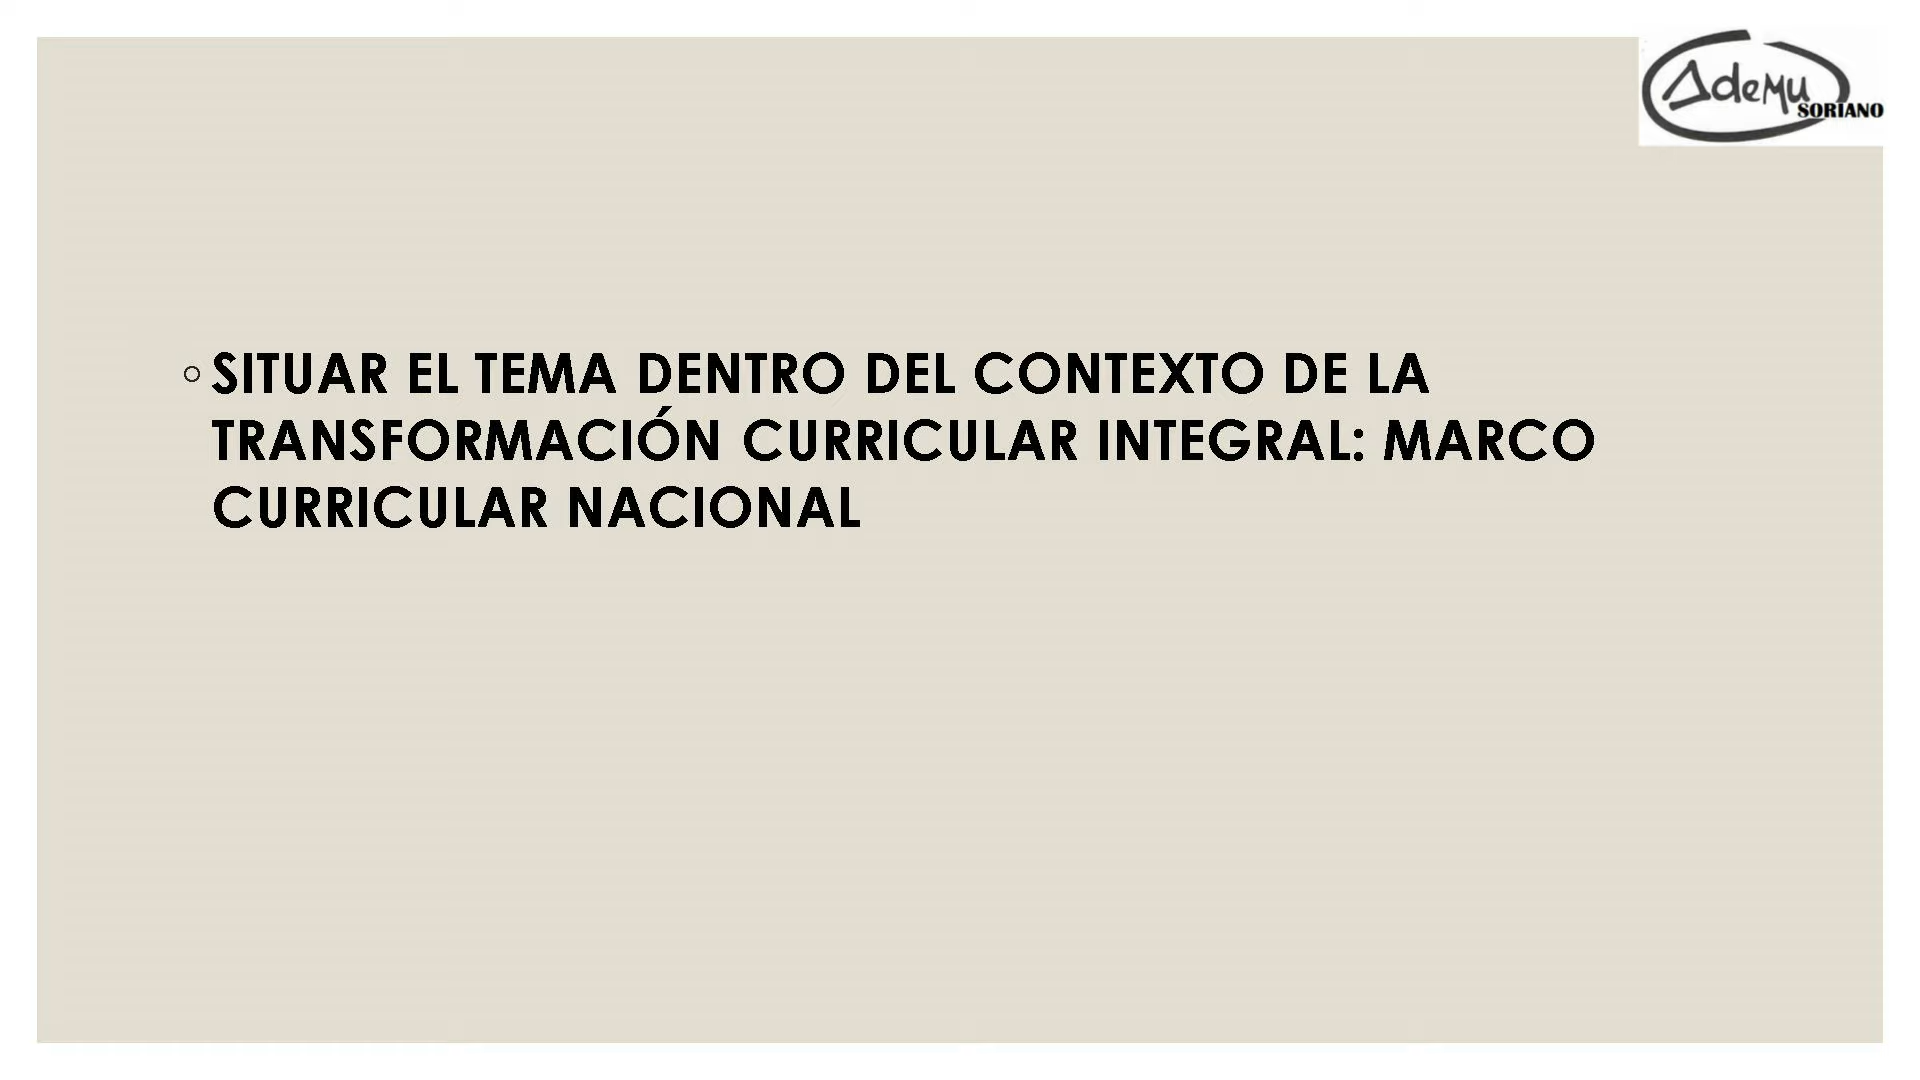 AdeMU
SORIANO
◦ SITUAR EL TEMA DENTRO DEL CONTEXTO DE LA
TRANSFORMACIÓN CURRICULAR INTEGRAL: MARCO
CURRICULAR NACIONAL